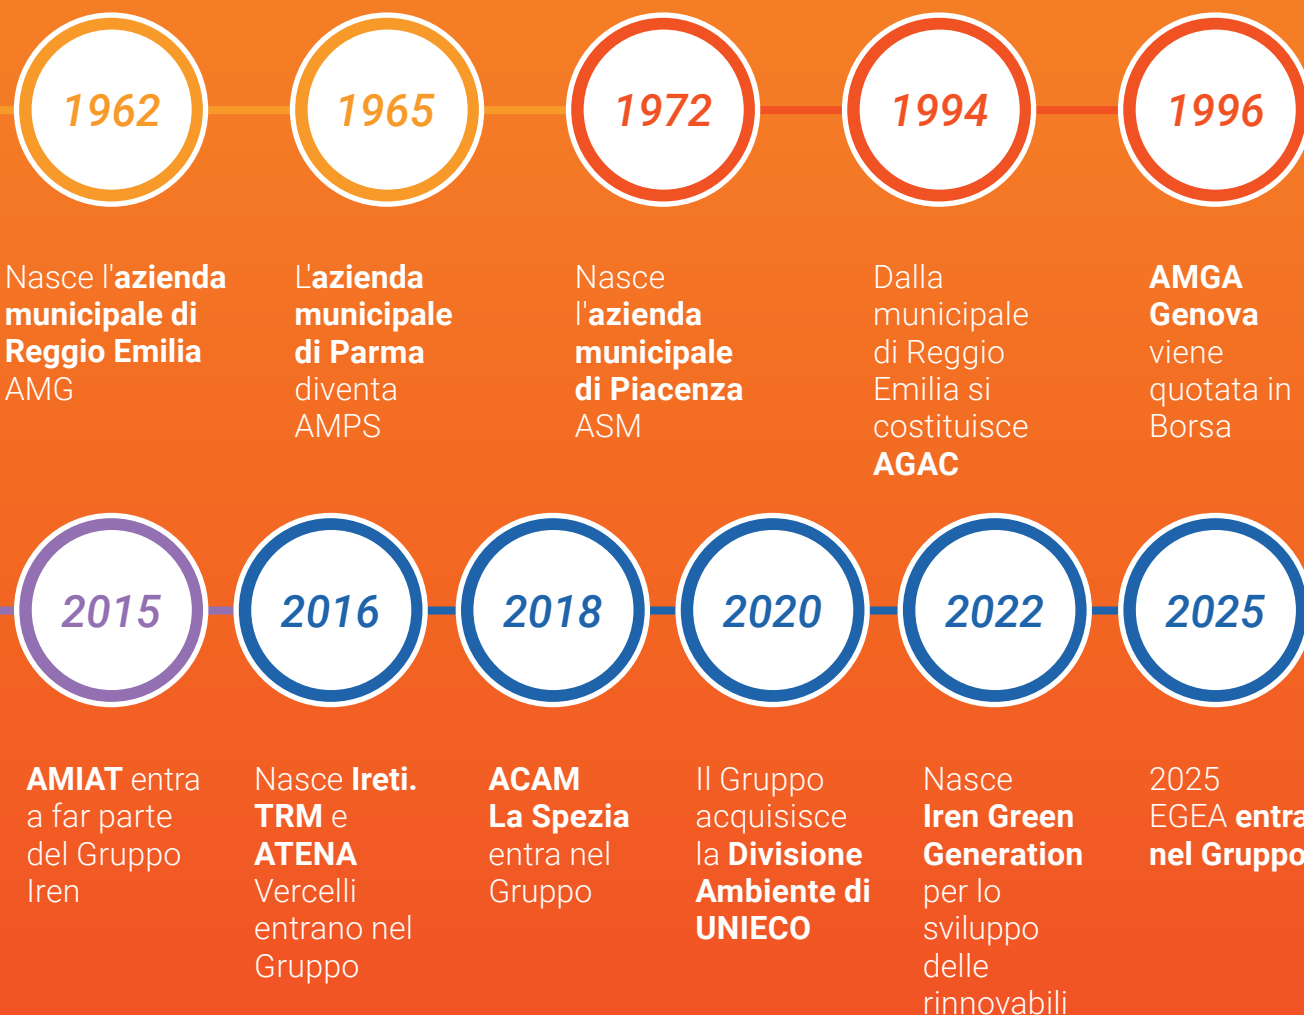 1962
1965
1972
1994
1996
Nasce l'azienda
municipale di
Reggio Emilia
AMG
L'azienda
municipale
di Parma
diventa
AMPS
Nasce
l'azienda
municipale
di Piacenza
ASM
Dalla
municipale
di Reggio
Emilia si
costituisce
AGAC
AMGA
Genova
viene
quotata in
Borsa
2015
2016
2018
2020
2022
2025
AMIAT entra
a far parte
del Gruppo
Iren
Nasce Ireti.
TRM e
ATENA
Vercelli
entrano nel
Gruppo
ACAM
La Spezia
entra nel
Gruppo
Il Gruppo
acquisisce
la Divisione
Ambiente di
UNIECO
Nasce
Iren Green
Generation
per lo
sviluppo
delle
rinnovabili
2025
EGEA entra
nel Gruppo